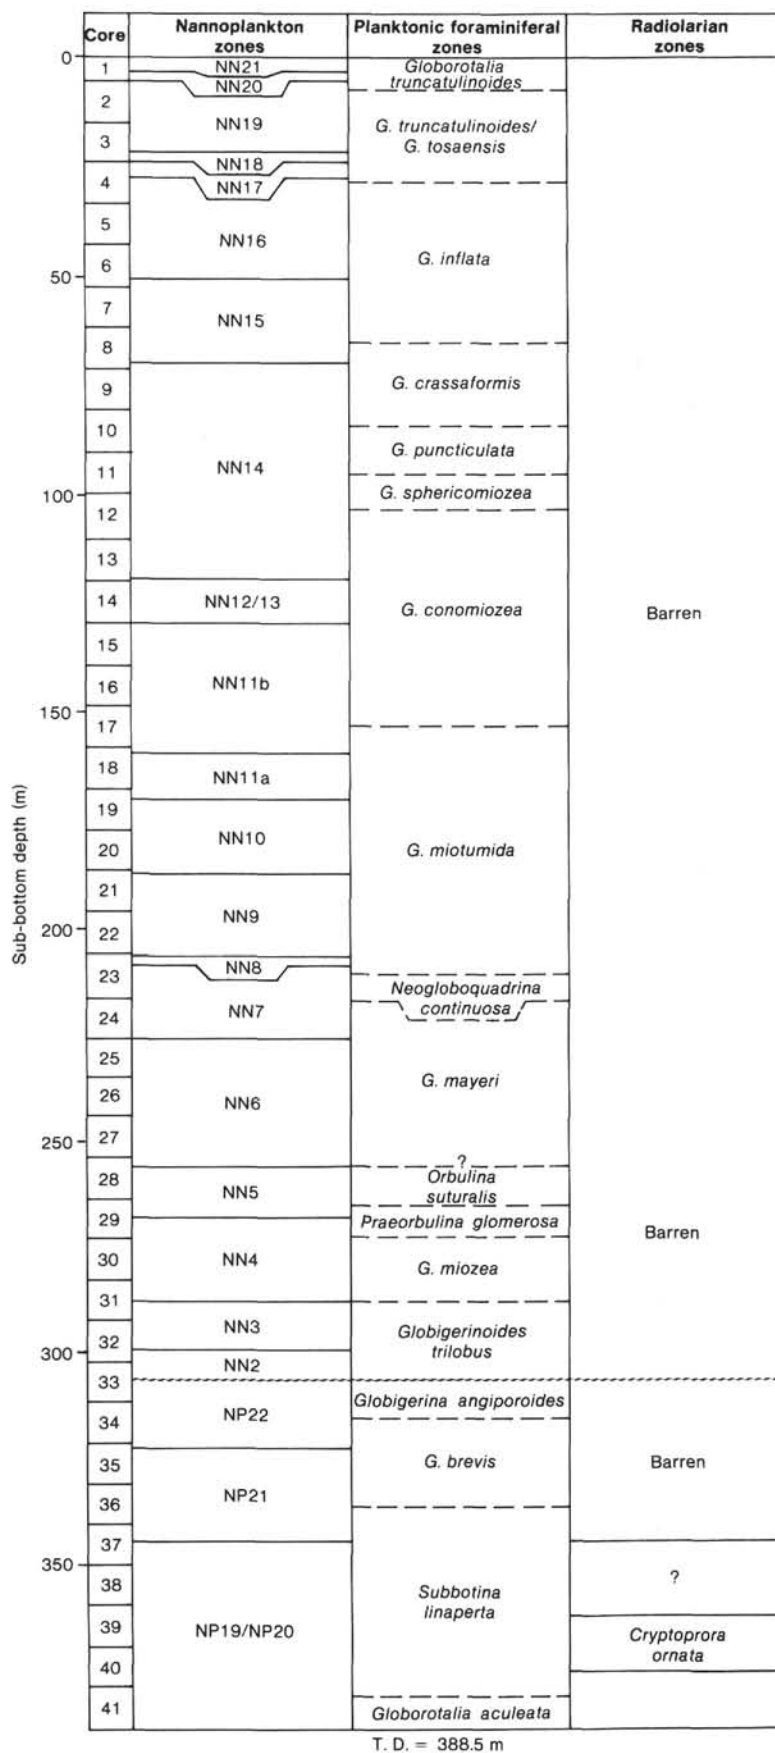 Core
Nannoplankton
zones
Planktonic foraminiferal
zones
Radiolarian
zones
Sub-bottom depth (m)
0
50
100
150
200
250
300
350
1
2
3
4
5
6
7
8
9
10
11
12
13
14
15
16
17
18
19
20
21
22
23
24
25
26
27
28
29
30
31
32
33
34
35
36
37
38
39
40
41
NN21
NN20
NN19
NN18
NN17
NN16
NN15
NN14
NN12/13
NN11b
NN11a
NN10
NN9
NN8
NN7
NN6
NN5
NN4
NN3
NN2
NP22
NP21
NP19/NP20
Globorotalia
truncatulinoides
G. truncatulinoides/
G. tosaensis
G. inflata
G. crassaformis
G. puncticulata
G. sphericomiozea
G. conomiozea
G. miotumida
Neogloboquadrina
continuosa
G. mayeri
?
Orbulina
suturalis
Praeorbulina glomerosa
G. miozea
Globigerinoides
trilobus
Globigerina angiporoides
G. brevis
Subbotina
linaperta
Globorotalia aculeata
Barren
Barren
Barren
?
Cryptoprora
ornata
T. D. = 388.5 m